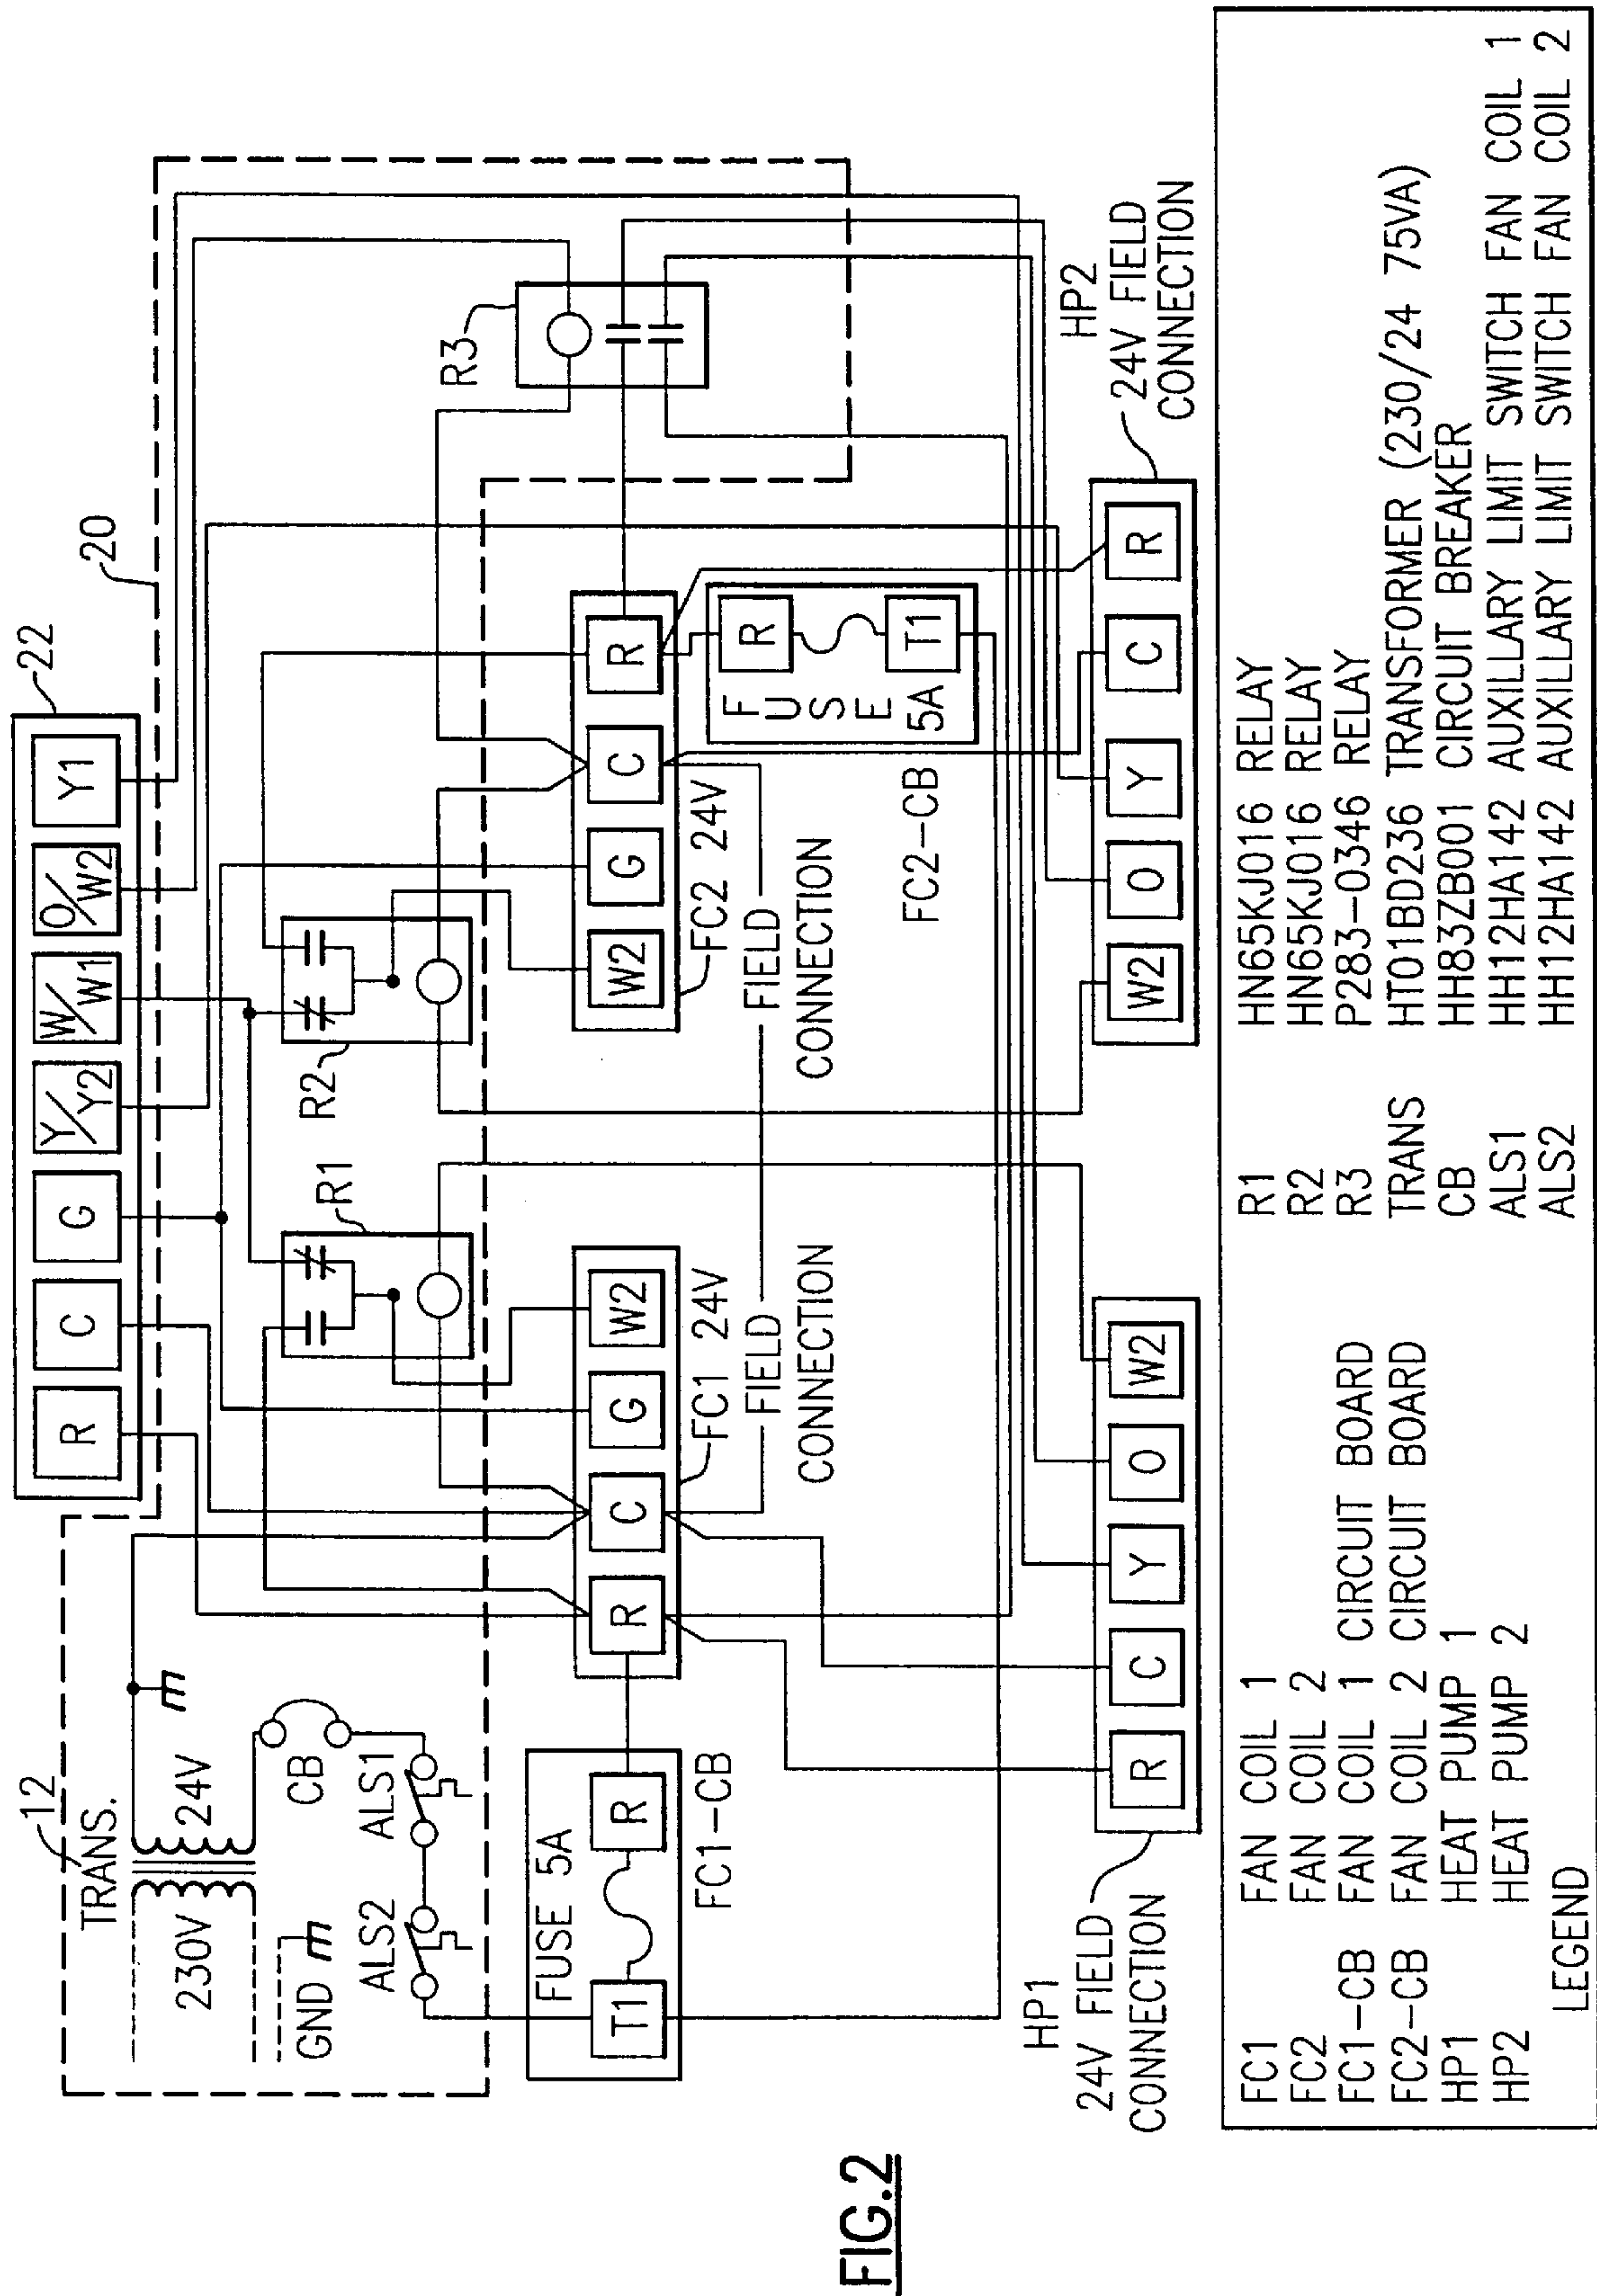 22
R
C
G
Y/Y2
W/W1
O/W2
Y1
20
12
TRANS.
230V
24V
GND
CB
ALS2
ALS1
R1
R2
R3
FUSE 5A
T1
R
FC1-CB
R
C
G
W2
FC1 24V
FIELD
CONNECTION
W2
G
C
R
FC2 24V
FIELD
CONNECTION
FUSE
5A
R
T1
FC2-CB
HP1
24V FIELD
CONNECTION
R
C
Y
O
W2
W2
O
Y
C
R
HP2
24V FIELD
CONNECTION
FC1 FAN COIL 1
FC2 FAN COIL 2
FC1-CB FAN COIL 1 CIRCUIT BOARD
FC2-CB FAN COIL 2 CIRCUIT BOARD
HP1 HEAT PUMP 1
HP2 HEAT PUMP 2
R1 HN65KJ016 RELAY
R2 HN65KJ016 RELAY
R3 P283-0346 RELAY
TRANS HT01BD236 TRANSFORMER (230/24 75VA)
CB HH83ZB001 CIRCUIT BREAKER
ALS1 HH12HA142 AUXILLARY LIMIT SWITCH FAN COIL 1
ALS2 HH12HA142 AUXILLARY LIMIT SWITCH FAN COIL 2
LEGEND
FIG.2